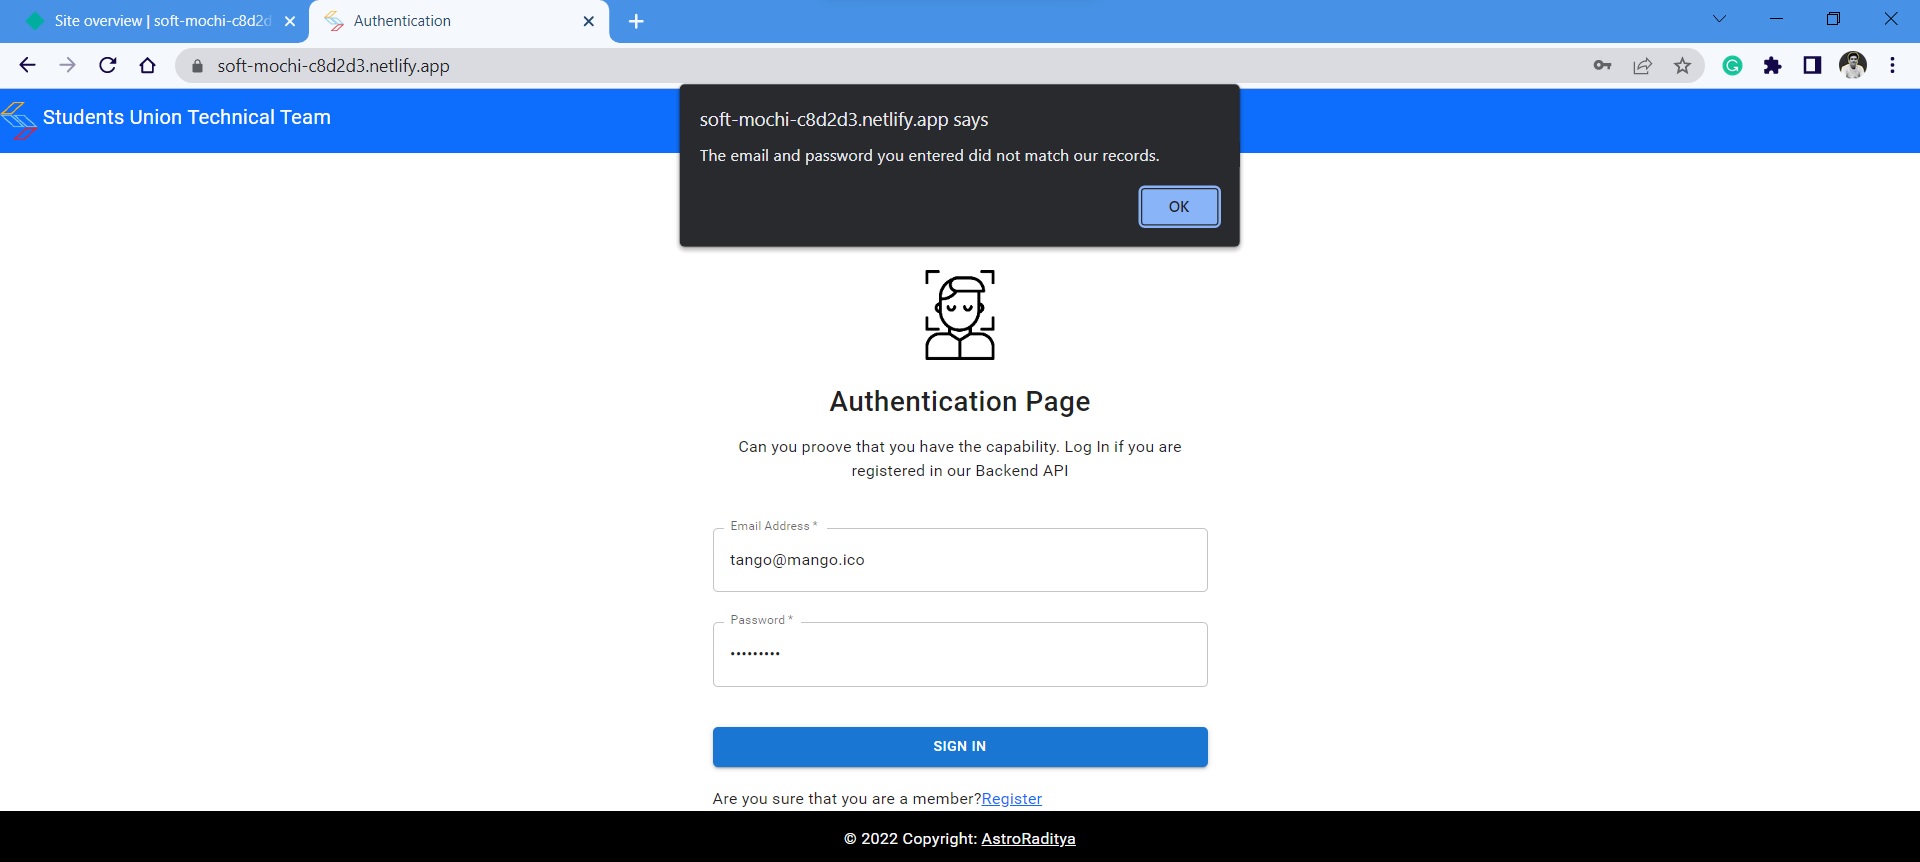 Site overview | soft-mochi-c8d2d
Authentication
soft-mochi-c8d2d3.netlify.app
Students Union Technical Team
soft-mochi-c8d2d3.netlify.app says
The email and password you entered did not match our records.
OK
Authentication Page
Can you proove that you have the capability. Log In if you are
registered in our Backend API
Email Address *
tango@mango.ico
Password *
•••••••••
SIGN IN
Are you sure that you are a member?Register
© 2022 Copyright: AstroRaditya